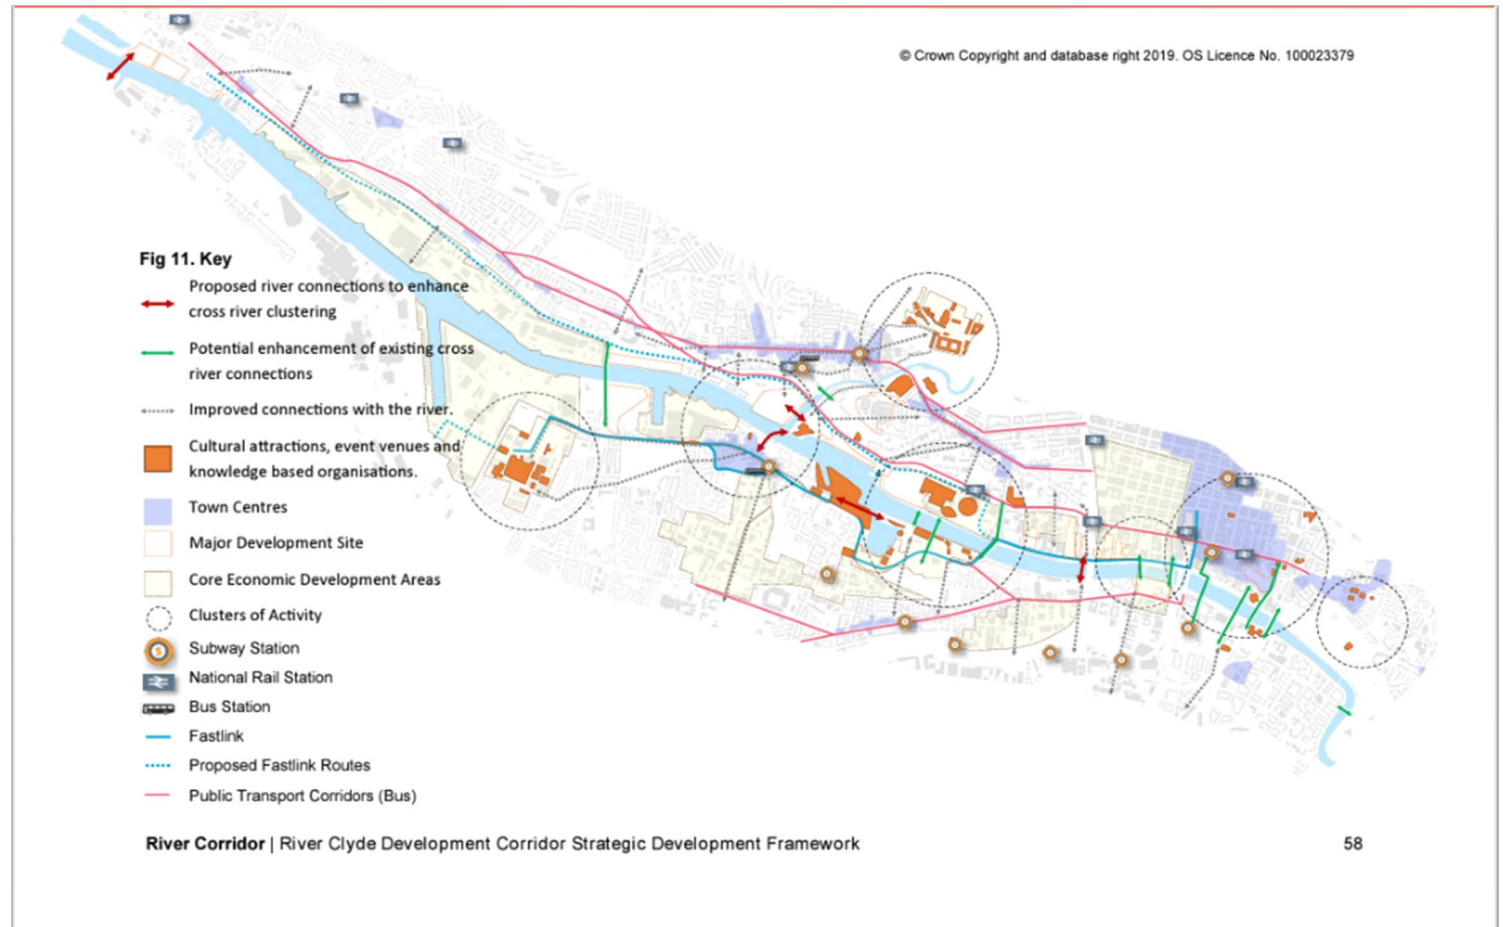 © Crown Copyright and database right 2019. OS Licence No. 100023379
Fig 11. Key
Proposed river connections to enhance
cross river clustering
Potential enhancement of existing cross
river connections
Improved connections with the river.
Cultural attractions, event venues and
knowledge based organisations.
Town Centres
Major Development Site
Core Economic Development Areas
Clusters of Activity
S
Subway Station
National Rail Station
Bus Station
Fastlink
Proposed Fastlink Routes
Public Transport Corridors (Bus)
River Corridor | River Clyde Development Corridor Strategic Development Framework
58